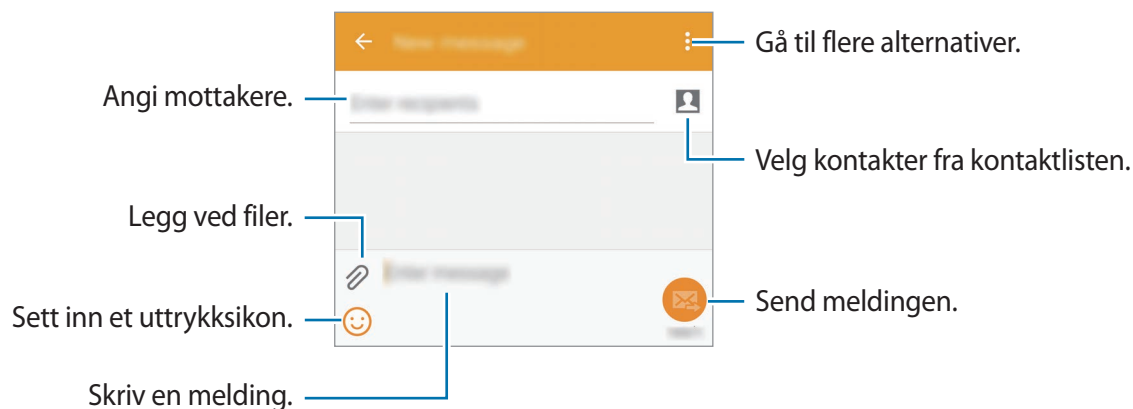 Gå til flere alternativer.
Angi mottakere.
Velg kontakter fra kontaktlisten.
Legg ved filer.
Send meldingen.
Sett inn et uttrykksikon.
Skriv en melding.